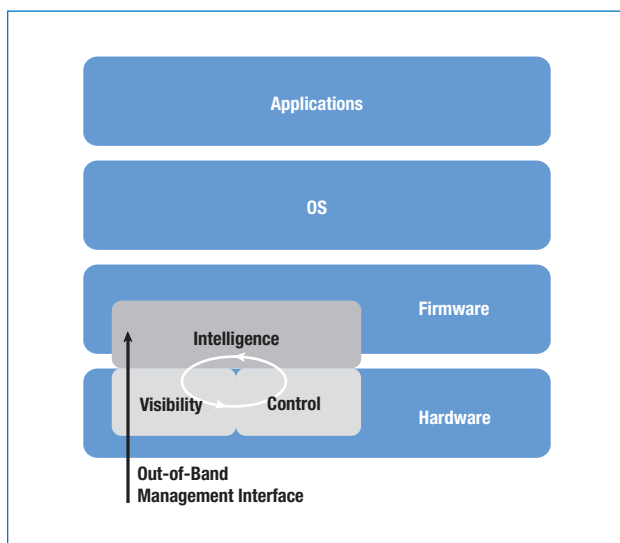 Applications
OS
Firmware
Intelligence
Visibility
Control
Hardware
Out-of-Band
Management Interface